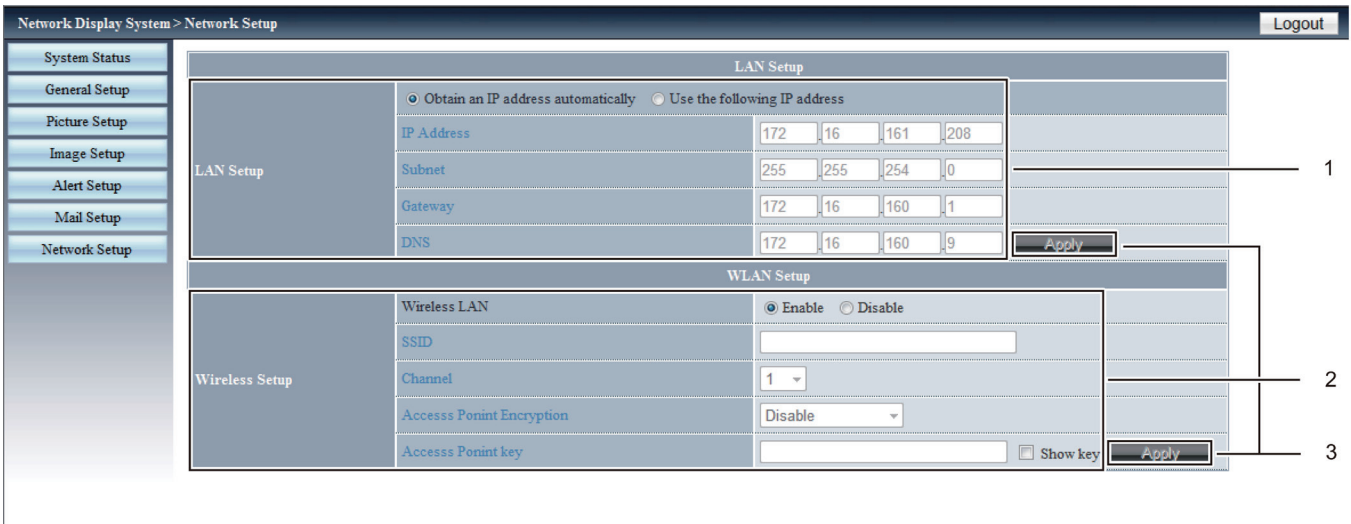 Network Display System > Network Setup
Logout
System Status
General Setup
Picture Setup
Image Setup
Alert Setup
Mail Setup
Network Setup
LAN Setup
LAN Setup
Obtain an IP address automatically Use the following IP address
IP Address 172 .16 .161 .208
Subnet 255 .255 .254 .0
Gateway 172 .16 .160 .1
DNS 172 .16 .160 .9 Apply
1
WLAN Setup
Wireless Setup
Wireless LAN Enable Disable
SSID
Channel 1
Accesss Ponint Encryption Disable
Accesss Ponint key Show key Apply
2
3